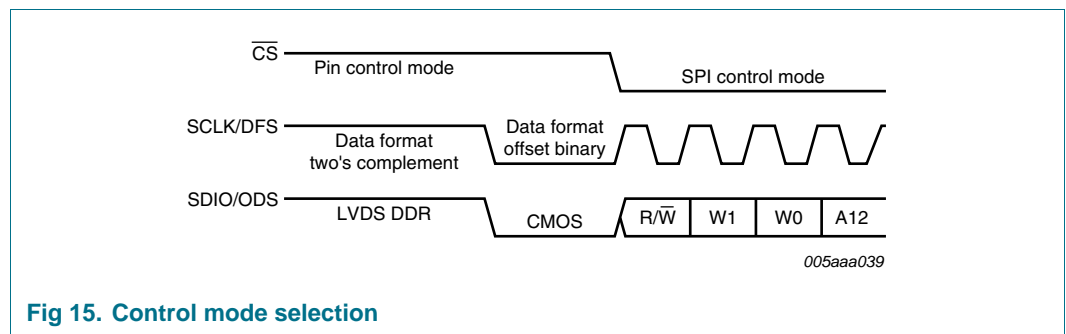 CS
Pin control mode
SPI control mode
SCLK/DFS
Data format
two's complement
Data format
offset binary
SDIO/ODS
LVDS DDR
CMOS
R/W̅
W1
W0
A12
005aaa039
Fig 15. Control mode selection